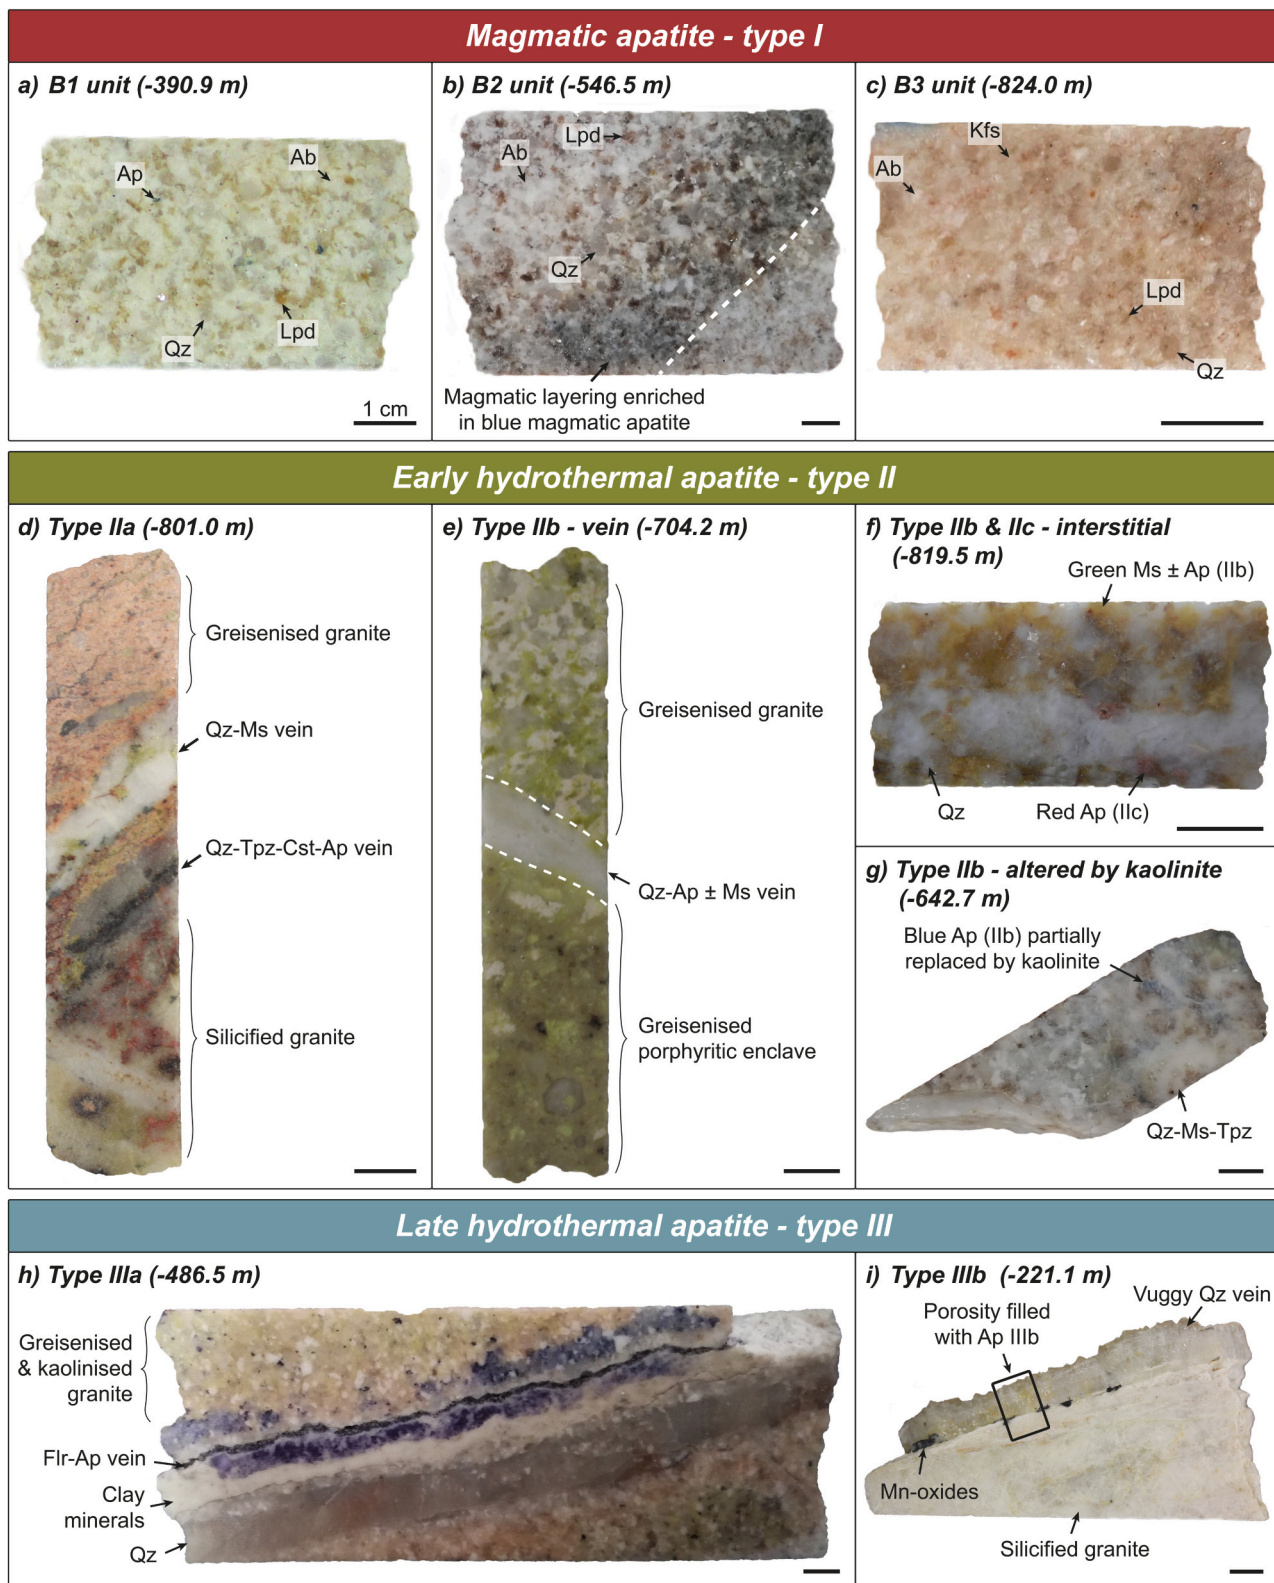 Magmatic apatite - type I
a) B1 unit (-390.9 m)
Ap
Ab
Qz
Lpd
1 cm
b) B2 unit (-546.5 m)
Lpd
Ab
Qz
Magmatic layering enriched
in blue magmatic apatite
c) B3 unit (-824.0 m)
Kfs
Ab
Lpd
Qz
Early hydrothermal apatite - type II
d) Type IIa (-801.0 m)
Greisenised granite
Qz-Ms vein
Qz-Tpz-Cst-Ap vein
Silicified granite
e) Type IIb - vein (-704.2 m)
Greisenised granite
Qz-Ap ± Ms vein
Greisenised
porphyritic enclave
f) Type IIb & IIc - interstitial
(-819.5 m)
Green Ms ± Ap (IIb)
Qz
Red Ap (IIc)
g) Type IIb - altered by kaolinite
(-642.7 m)
Blue Ap (IIb) partially
replaced by kaolinite
Qz-Ms-Tpz
Late hydrothermal apatite - type III
h) Type IIIa (-486.5 m)
Greisenised
& kaolinised
granite
Flr-Ap vein
Clay
minerals
Qz
i) Type IIIb (-221.1 m)
Porosity filled
with Ap IIIb
Vuggy Qz vein
Mn-oxides
Silicified granite